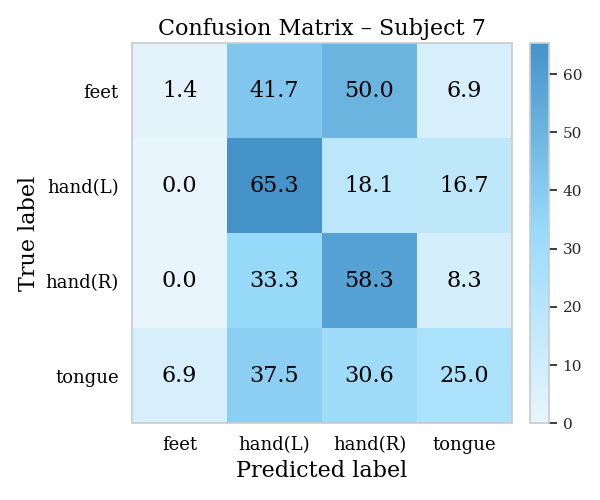 Confusion Matrix – Subject 7
feet 1.4 41.7 50.0 6.9
hand(L) 0.0 65.3 18.1 16.7
hand(R) 0.0 33.3 58.3 8.3
tongue 6.9 37.5 30.6 25.0
feet hand(L) hand(R) tongue
Predicted label
True label
60
50
40
30
20
10
0